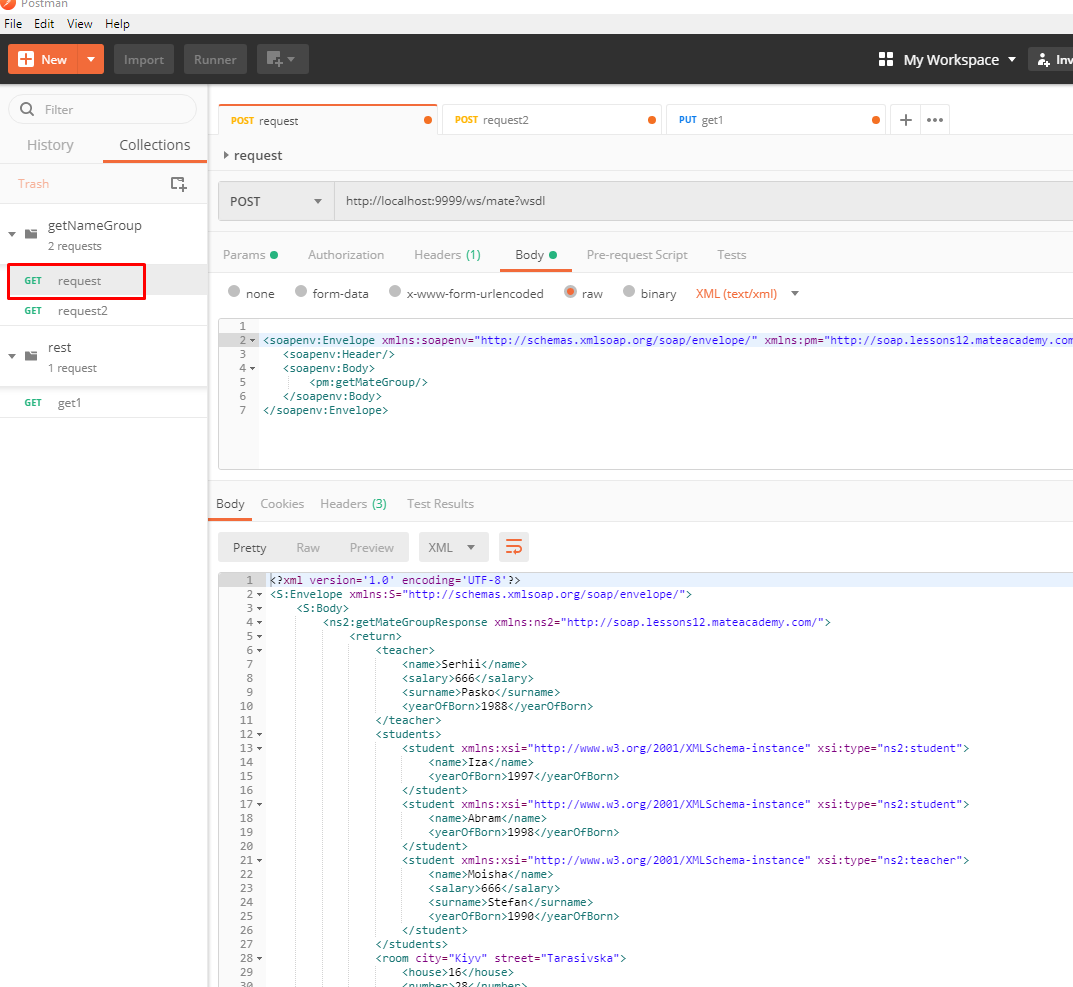 Postman
File Edit View Help
New Import Runner My Workspace
Filter
History Collections
Trash
getNameGroup
2 requests
GET request
GET request2
rest
1 request
GET get1
POST request POST request2 PUT get1
request
POST http://localhost:9999/ws/mate?wsdl
Params Authorization Headers (1) Body Pre-request Script Tests
none form-data x-www-form-urlencoded raw binary XML (text/xml)
1
2 <soapenv:Envelope xmlns:soapenv="http://schemas.xmlsoap.org/soap/envelope/" xmlns:pm="http://soap.lessons12.mateacademy.com
3 <soapenv:Header/>
4 <soapenv:Body>
5 <pm:getMateGroup/>
6 </soapenv:Body>
7 </soapenv:Envelope>
Body Cookies Headers (3) Test Results
Pretty Raw Preview XML
1 <?xml version='1.0' encoding='UTF-8'?>
2 <S:Envelope xmlns:S="http://schemas.xmlsoap.org/soap/envelope/">
3 <S:Body>
4 <ns2:getMateGroupResponse xmlns:ns2="http://soap.lessons12.mateacademy.com/">
5 <return>
6 <teacher>
7 <name>Serhii</name>
8 <salary>666</salary>
9 <surname>Pasko</surname>
10 <yearOfBorn>1988</yearOfBorn>
11 </teacher>
12 <students>
13 <student xmlns:xsi="http://www.w3.org/2001/XMLSchema-instance" xsi:type="ns2:student">
14 <name>Iza</name>
15 <yearOfBorn>1997</yearOfBorn>
16 </student>
17 <student xmlns:xsi="http://www.w3.org/2001/XMLSchema-instance" xsi:type="ns2:student">
18 <name>Abram</name>
19 <yearOfBorn>1998</yearOfBorn>
20 </student>
21 <student xmlns:xsi="http://www.w3.org/2001/XMLSchema-instance" xsi:type="ns2:teacher">
22 <name>Moisha</name>
23 <salary>666</salary>
24 <surname>Stefan</surname>
25 <yearOfBorn>1990</yearOfBorn>
26 </student>
27 </students>
28 <room city="Kiyv" street="Tarasivska">
29 <house>16</house>
30 <number>28</number>